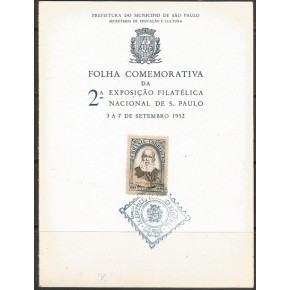 PREFEITURA DO MUNICIPIO DE SÃO PAULO
SECRETARIA DE EDUCAÇÃO E CULTURA
FOLHA COMEMORATIVA
DA
2ª EXPOSIÇÃO FILATÉLICA
NACIONAL DE S. PAULO
3 A 7 DE SETEMBRO 1952